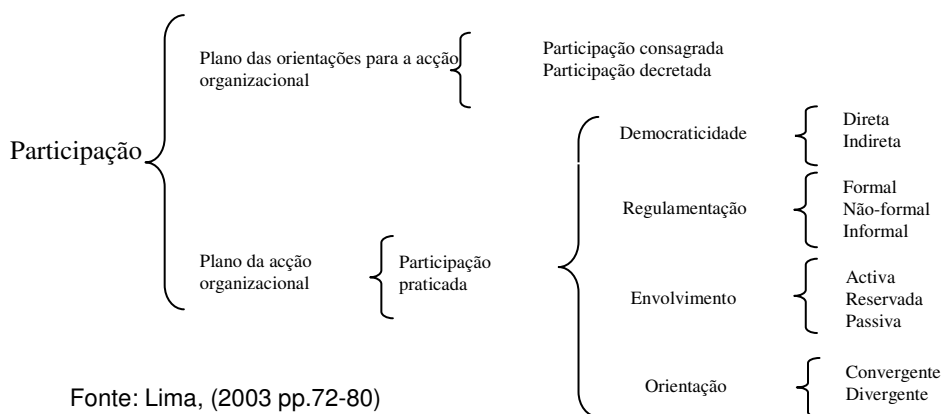 Participação
Plano das orientações para a acção
organizacional
Participação consagrada
Participação decretada
Plano da acção
organizacional
Participação
praticada
Democraticidade
Direta
Indireta
Regulamentação
Formal
Não-formal
Informal
Envolvimento
Activa
Reservada
Passiva
Orientação
Convergente
Divergente
Fonte: Lima, (2003 pp.72-80)